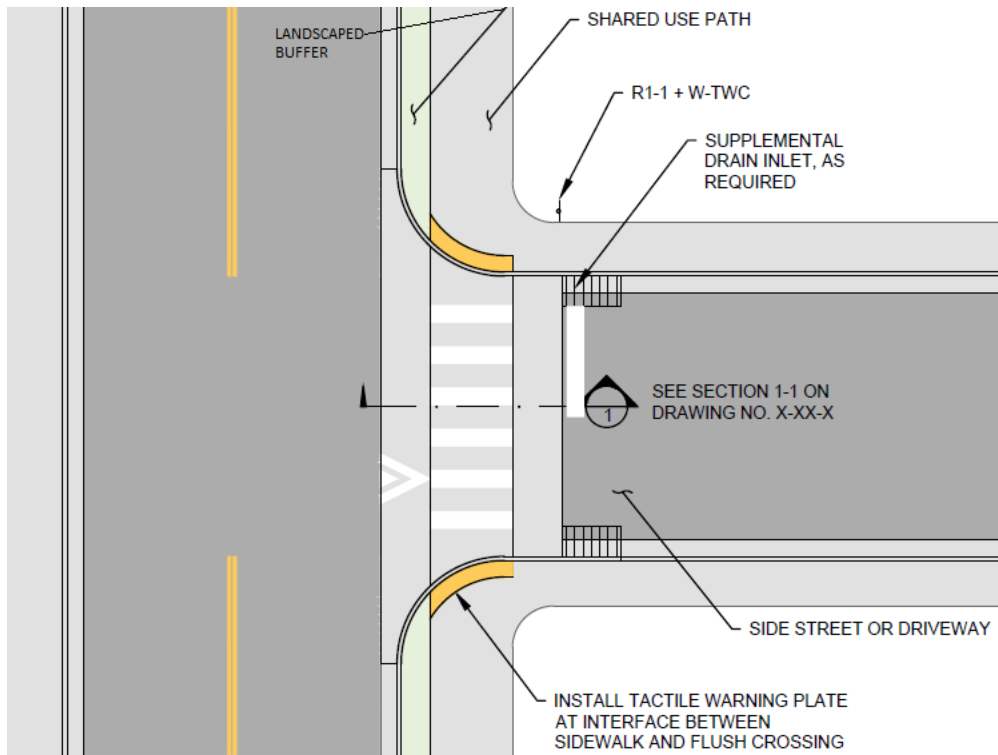 LANDSCAPED
BUFFER
SHARED USE PATH
R1-1 + W-TWC
SUPPLEMENTAL
DRAIN INLET, AS
REQUIRED
SEE SECTION 1-1 ON
DRAWING NO. X-XX-X
1
SIDE STREET OR DRIVEWAY
INSTALL TACTILE WARNING PLATE
AT INTERFACE BETWEEN
SIDEWALK AND FLUSH CROSSING